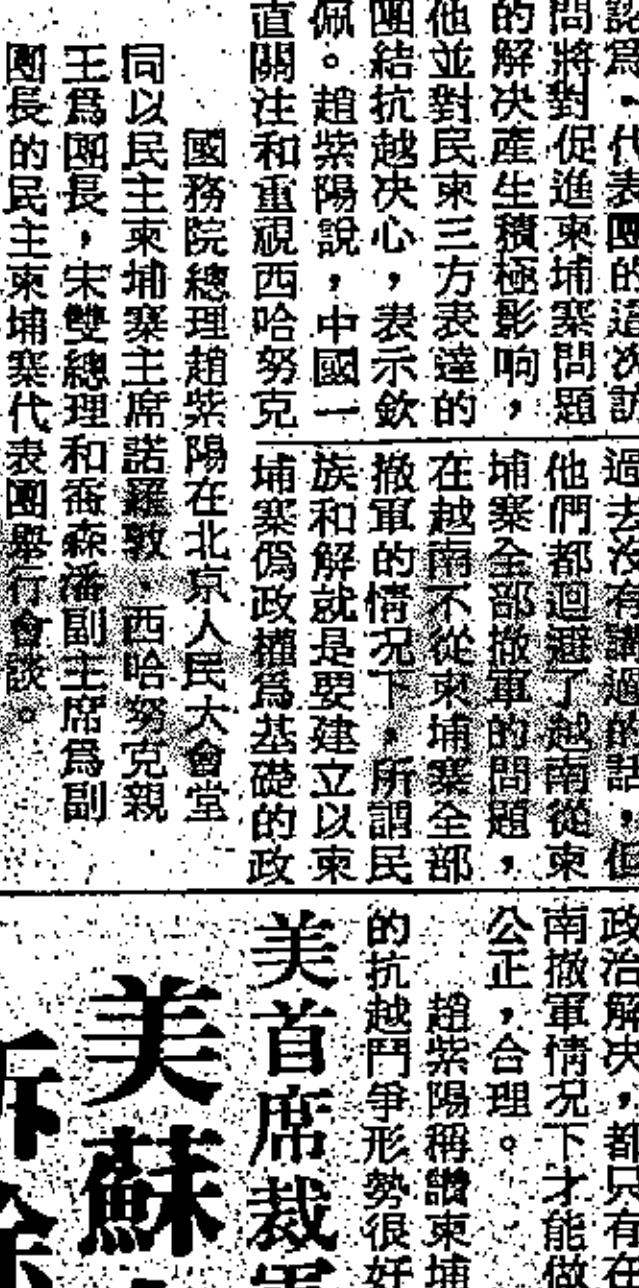 認爲,代表團的這次訪
問將對促進柬埔寨問題
的解决產生積極影响,
他並對民柬三方表達的
團結抗越决心,表示欽
佩。趙紫陽說,中國一
直關注和重視西哈努克
國務院總理趙紫陽在北京人民大會堂
同以民主柬埔寨主席諾羅敦.西哈努克親
王爲團長,宋雙總理和喬森潘副主席爲副
團長的民主柬埔寨代表團舉行會談。
過去沒有講過的話,但
他們都迴避了越南從柬
埔寨全部撤軍的問題,
在越南不從柬埔寨全部
撤軍的情况下,所謂民
族和解就是要建立以柬
埔寨偽政權爲基礎的政
政治解决,都只有在
南撤軍情况下才能做
公正,合理。
趙紫陽稱讚柬埔
的抗越鬥爭形勢很好
美首席裁軍
美蘇